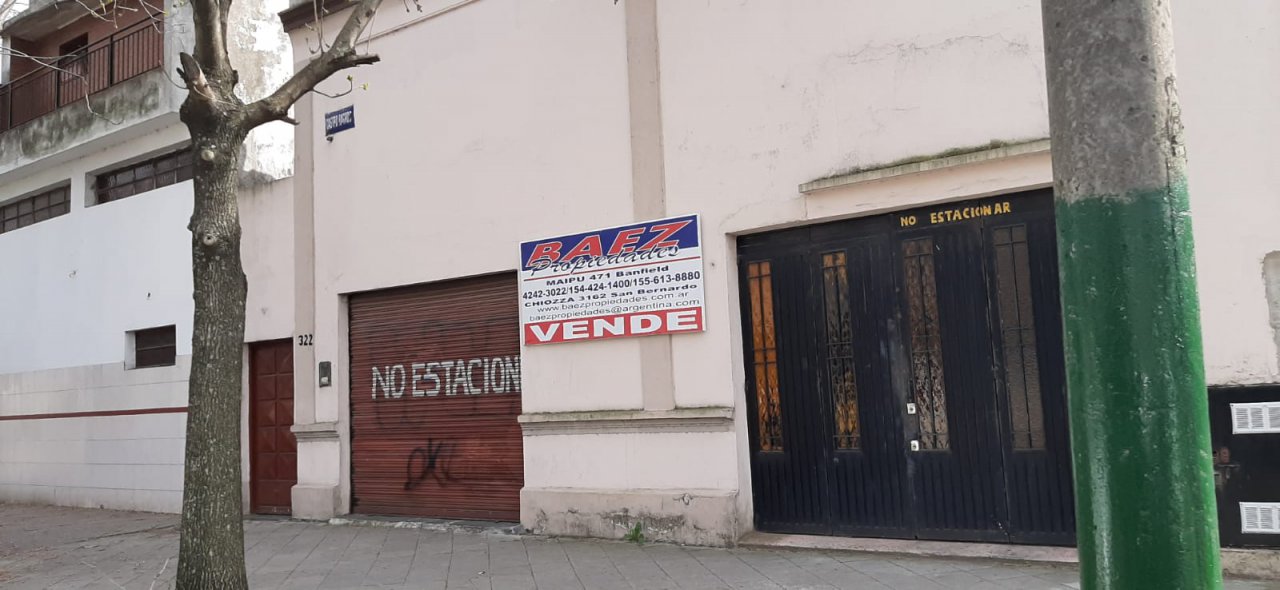 322
NO ESTACION
BAEZ
Propiedades
MAIPU 471 Banfield
4242-3022/154-424-1400/155-613-8880
CHIOZZA 3162 San Bernardo
www.baezpropiedades.com.ar
baezpropiedades@argentina.com
VENDE
NO ESTACIONAR